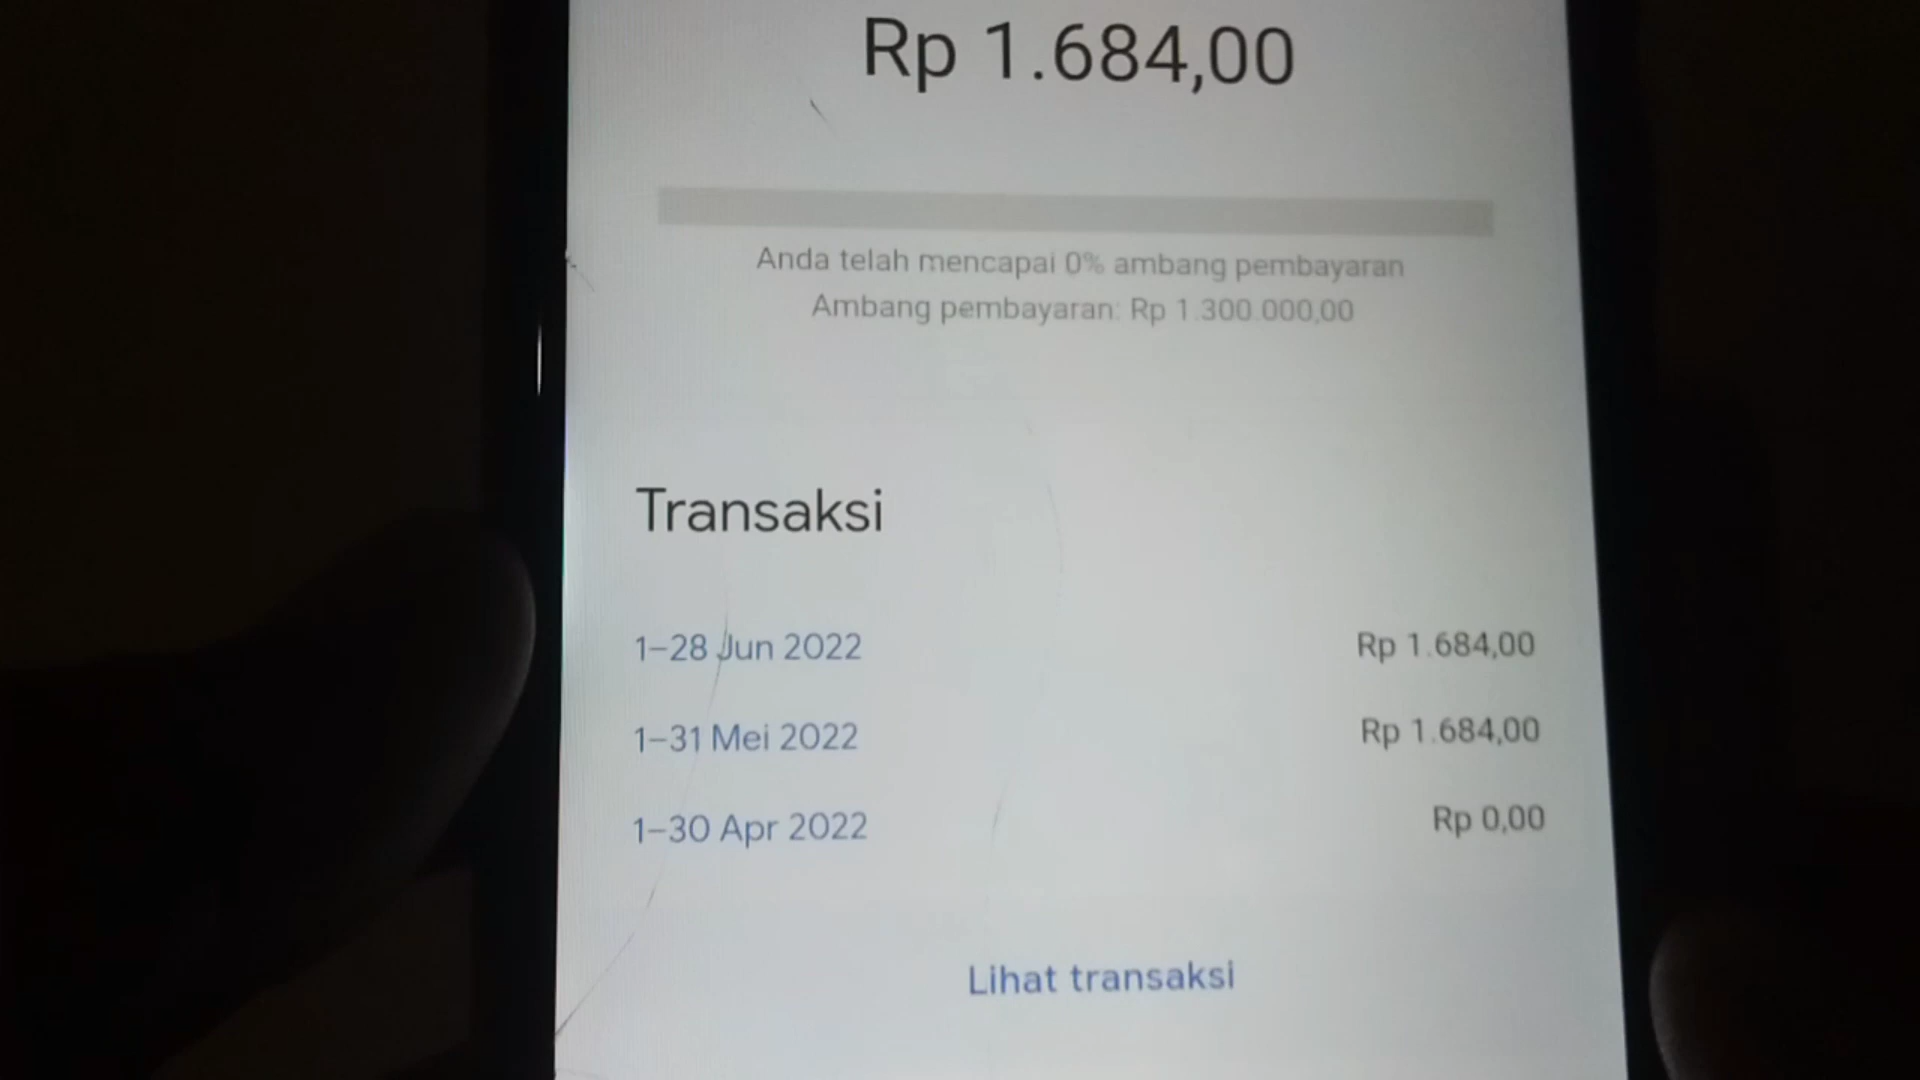 Rp 1.684,00
Anda telah mencapai 0% ambang pembayaran
Ambang pembayaran: Rp 1.300.000,00
Transaksi
1–28 Jun 2022 Rp 1.684,00
1–31 Mei 2022 Rp 1.684,00
1–30 Apr 2022 Rp 0,00
Lihat transaksi